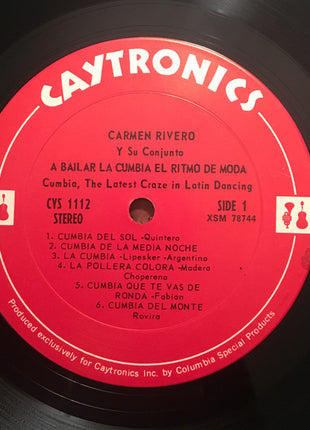 CAYTRONICS
CARMEN RIVERO
Y Su Conjunto
A BAILAR LA CUMBIA EL RITMO DE MODA
Cumbia, The Latest Craze in Latin Dancing
CYS 1112
STEREO
SIDE 1
XSM 78744
1. CUMBIA DEL SOL -Quintero
2. CUMBIA DE LA MEDIA NOCHE
3. LA CUMBIA -Lipesker -Argentino
4. LA POLLERA COLORA -Madera
Choperena
5. CUMBIA QUE TE VAS DE
RONDA -Fabian
6. CUMBIA DEL MONTE
Rovira
Produced exclusively for Caytronics Inc. by Columbia Special Products